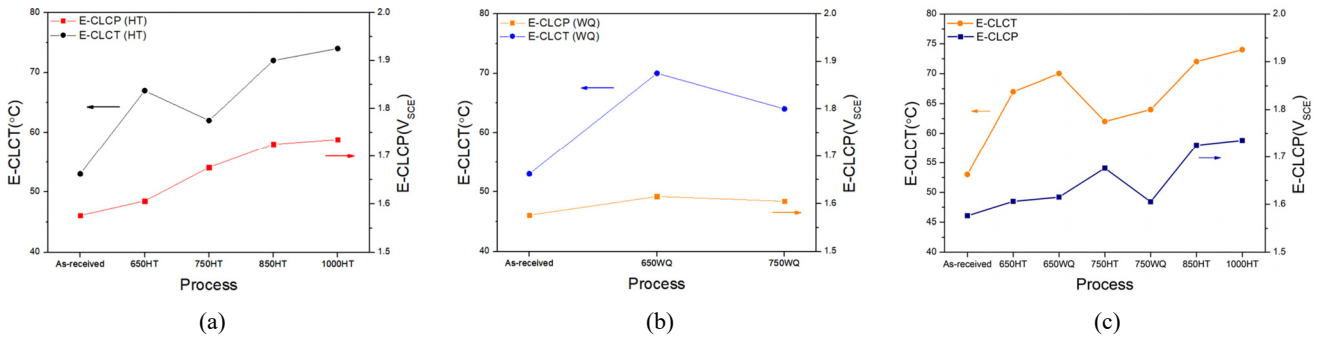 80
70
60
50
40
E-CLCT(°C)
E-CLCP (HT)
E-CLCT (HT)
2.0
1.9
1.8
1.7
1.6
1.5
E-CLCP(V_SCE)
As-received 650HT 750HT 850HT 1000HT
Process
(a)
80
70
60
50
40
E-CLCT(°C)
E-CLCP (WQ)
E-CLCT (WQ)
2.0
1.9
1.8
1.7
1.6
1.5
E-CLCP(V_SCE)
As-received 650WQ 750WQ
Process
(b)
80
75
70
65
60
55
50
45
40
E-CLCT(°C)
E-CLCT
E-CLCP
2.0
1.9
1.8
1.7
1.6
1.5
E-CLCP(V_SCE)
As-received 650HT 650WQ 750HT 750WQ 850HT 1000HT
Process
(c)